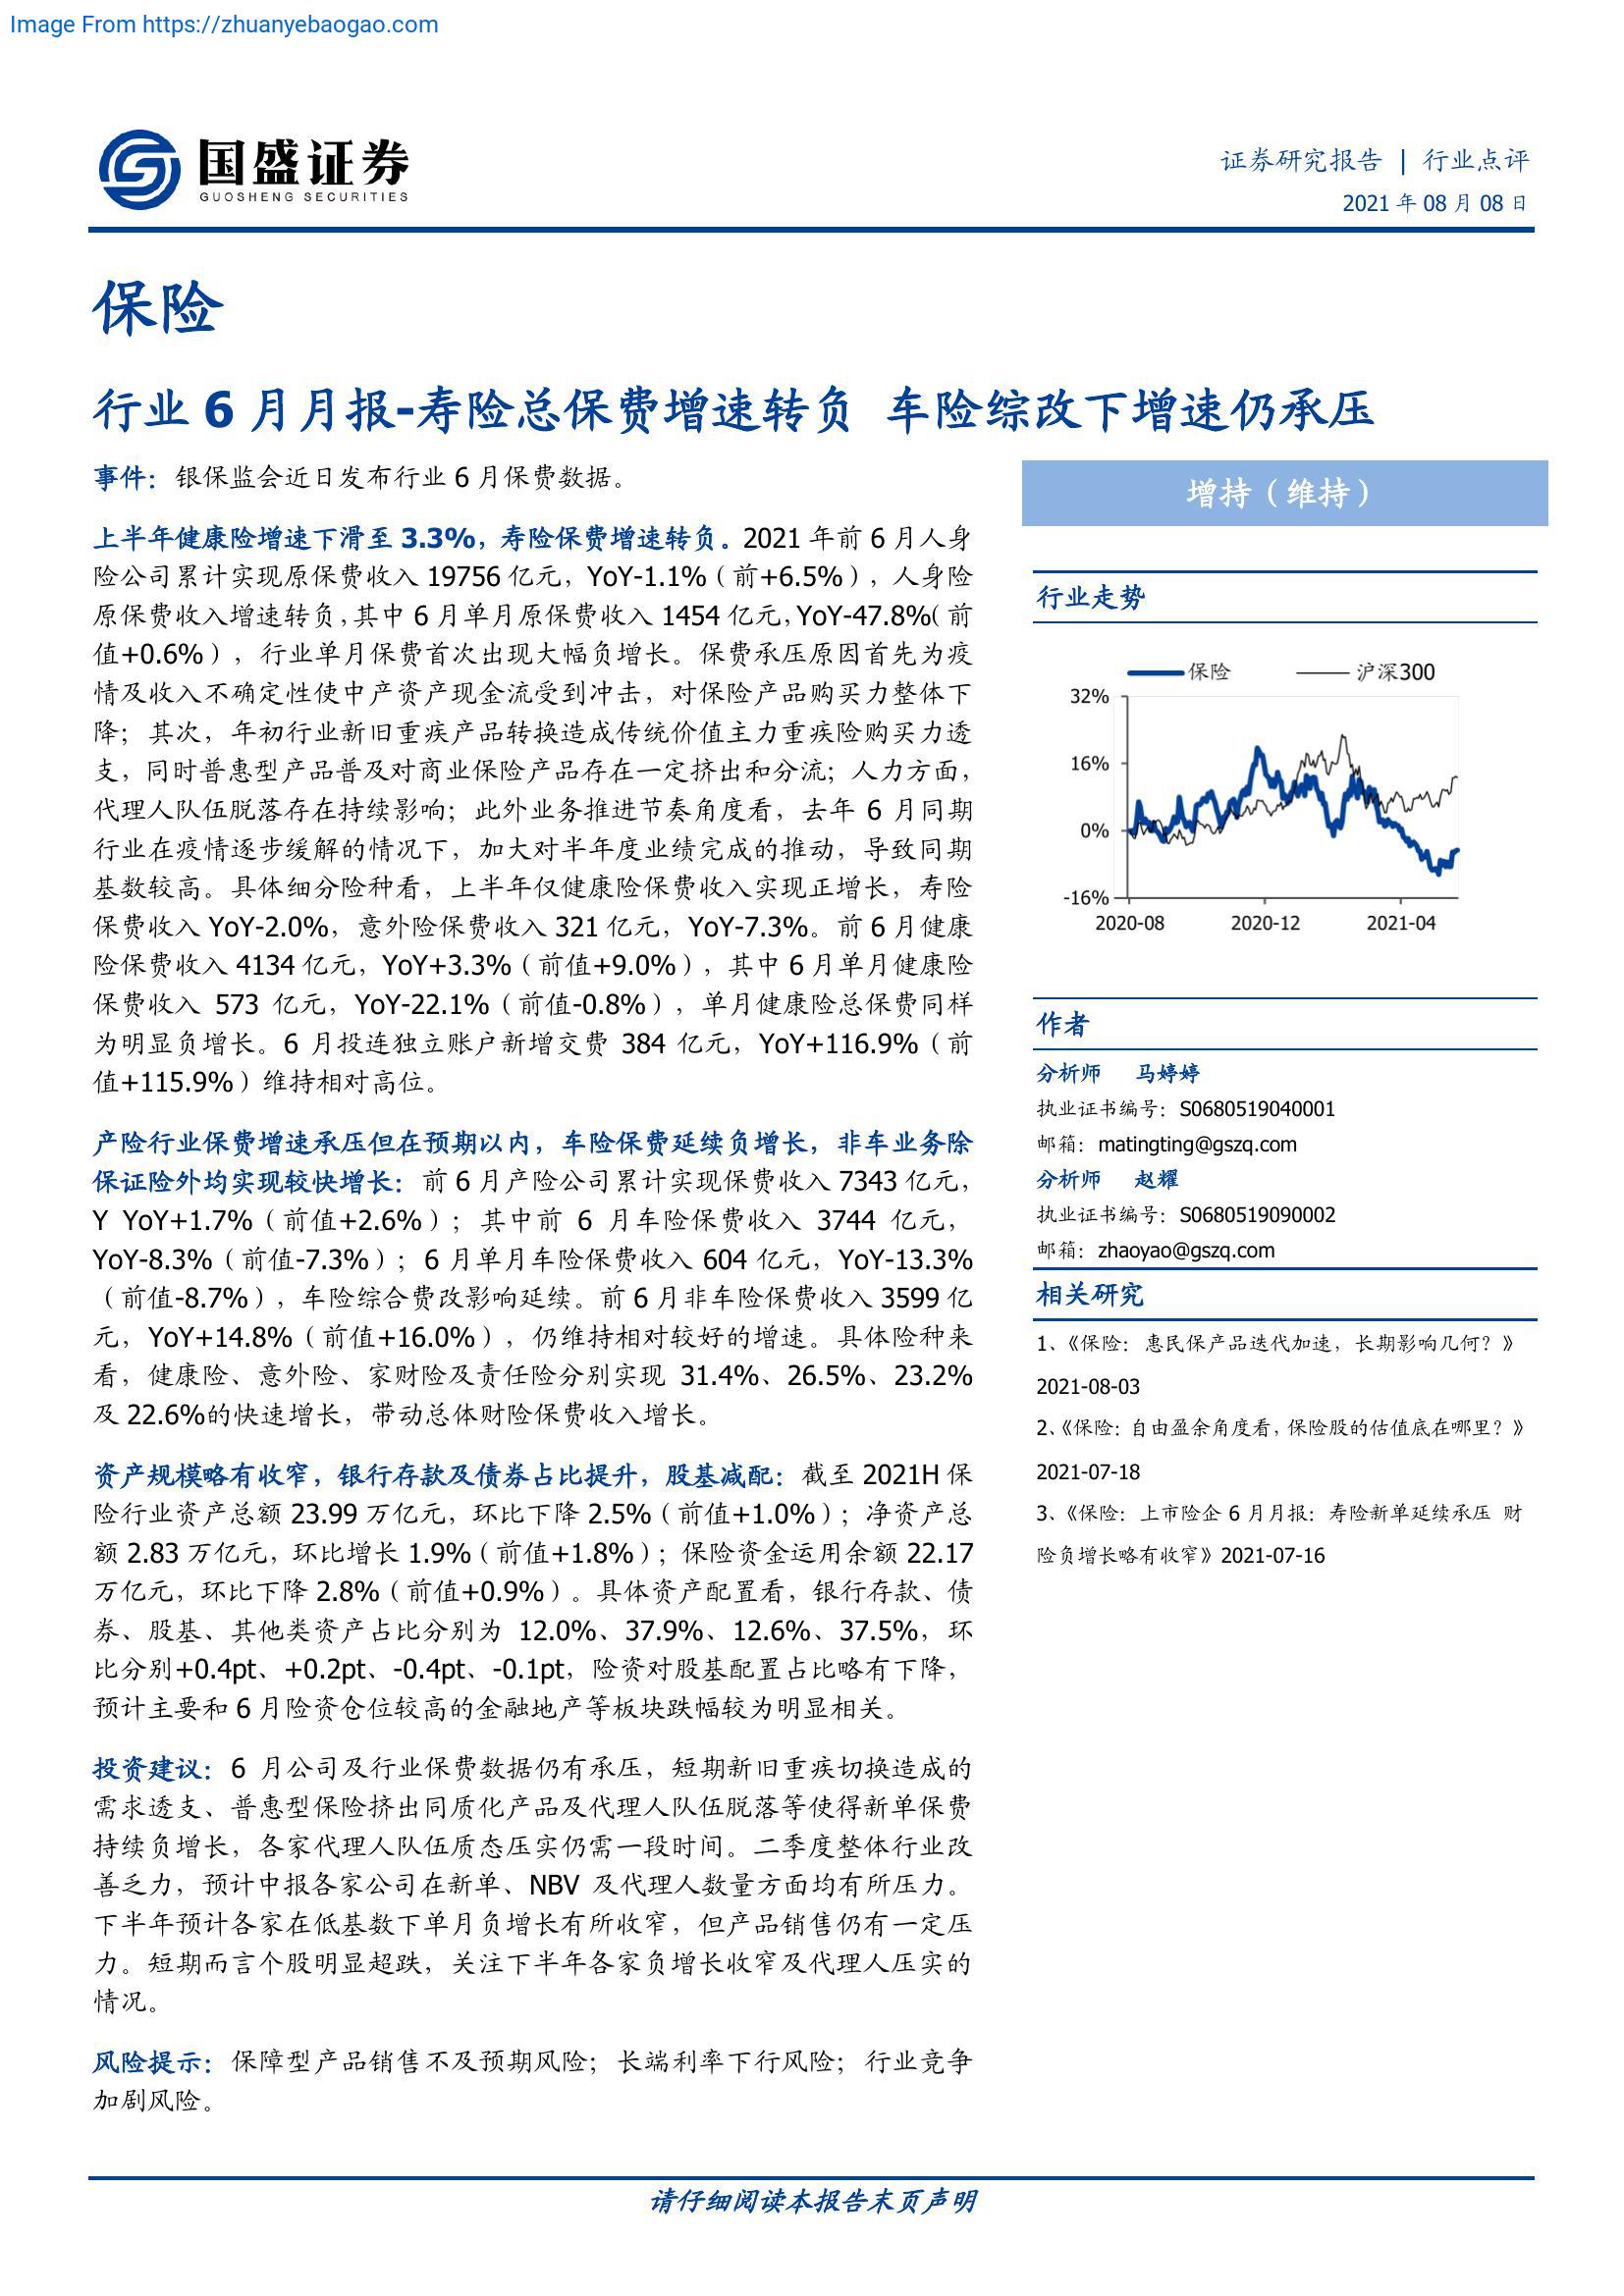 Image From https://zhuanyebaogao.com
国盛证券
GUOSHENG SECURITIES
证券研究报告 | 行业点评
2021 年 08 月 08 日
保险
行业 6 月月报-寿险总保费增速转负 车险综改下增速仍承压
事件：银保监会近日发布行业 6 月保费数据。
上半年健康险增速下滑至 3.3%，寿险保费增速转负。2021 年前 6 月人身
险公司累计实现原保费收入 19756 亿元，YoY-1.1%（前+6.5%），人身险
原保费收入增速转负，其中 6 月单月原保费收入 1454 亿元，YoY-47.8%（前
值+0.6%），行业单月保费首次出现大幅负增长。保费承压原因首先为疫
情及收入不确定性使中产资产现金流受到冲击，对保险产品购买力整体下
降；其次，年初行业新旧重疾产品转换造成传统价值主力重疾险购买力透
支，同时普惠型产品普及对商业保险产品存在一定挤出和分流；人力方面，
代理人队伍脱落存在持续影响；此外业务推进节奏角度看，去年 6 月同期
行业在疫情逐步缓解的情况下，加大对半年度业绩完成的推动，导致同期
基数较高。具体细分险种看，上半年仅健康险保费收入实现正增长，寿险
保费收入 YoY-2.0%，意外险保费收入 321 亿元，YoY-7.3%。前 6 月健康
险保费收入 4134 亿元，YoY+3.3%（前值+9.0%），其中 6 月单月健康险
保费收入 573 亿元，YoY-22.1%（前值-0.8%），单月健康险总保费同样
为明显负增长。6 月投连独立账户新增交费 384 亿元，YoY+116.9%（前
值+115.9%）维持相对高位。
产险行业保费增速承压但在预期以内，车险保费延续负增长，非车业务除
保证险外均实现较快增长：前 6 月产险公司累计实现保费收入 7343 亿元，
Y YoY+1.7%（前值+2.6%）；其中前 6 月车险保费收入 3744 亿元，
YoY-8.3%（前值-7.3%）；6 月单月车险保费收入 604 亿元，YoY-13.3%
（前值-8.7%），车险综合费改影响延续。前 6 月非车险保费收入 3599 亿
元，YoY+14.8%（前值+16.0%），仍维持相对较好的增速。具体险种来
看，健康险、意外险、家财险及责任险分别实现 31.4%、26.5%、23.2%
及 22.6%的快速增长，带动总体财险保费收入增长。
资产规模略有收窄，银行存款及债券占比提升，股基减配：截至 2021H 保
险行业资产总额 23.99 万亿元，环比下降 2.5%（前值+1.0%）；净资产总
额 2.83 万亿元，环比增长 1.9%（前值+1.8%）；保险资金运用余额 22.17
万亿元，环比下降 2.8%（前值+0.9%）。具体资产配置看，银行存款、债
券、股基、其他类资产占比分别为 12.0%、37.9%、12.6%、37.5%，环
比分别+0.4pt、+0.2pt、-0.4pt、-0.1pt，险资对股基配置占比略有下降，
预计主要和 6 月险资仓位较高的金融地产等板块跌幅较为明显相关。
投资建议：6 月公司及行业保费数据仍有承压，短期新旧重疾切换造成的
需求透支、普惠型保险挤出同质化产品及代理人队伍脱落等使得新单保费
持续负增长，各家代理人队伍质态压实仍需一段时间。二季度整体行业改
善乏力，预计中报各家公司在新单、NBV 及代理人数量方面均有所压力。
下半年预计各家在低基数下单月负增长有所收窄，但产品销售仍有一定压
力。短期而言个股明显超跌，关注下半年各家负增长收窄及代理人压实的
情况。
风险提示：保障型产品销售不及预期风险；长端利率下行风险；行业竞争
加剧风险。
增持（维持）
行业走势
保险 沪深300
32%
16%
0%
-16%
2020-08 2020-12 2021-04
作者
分析师 马婷婷
执业证书编号：S0680519040001
邮箱：matingting@gszq.com
分析师 赵耀
执业证书编号：S0680519090002
邮箱：zhaoyao@gszq.com
相关研究
1、《保险：惠民保产品迭代加速，长期影响几何？》
2021-08-03
2、《保险：自由盈余角度看，保险股的估值底在哪里？》
2021-07-18
3、《保险：上市险企 6 月月报：寿险新单延续承压 财
险负增长略有收窄》2021-07-16
请仔细阅读本报告末页声明